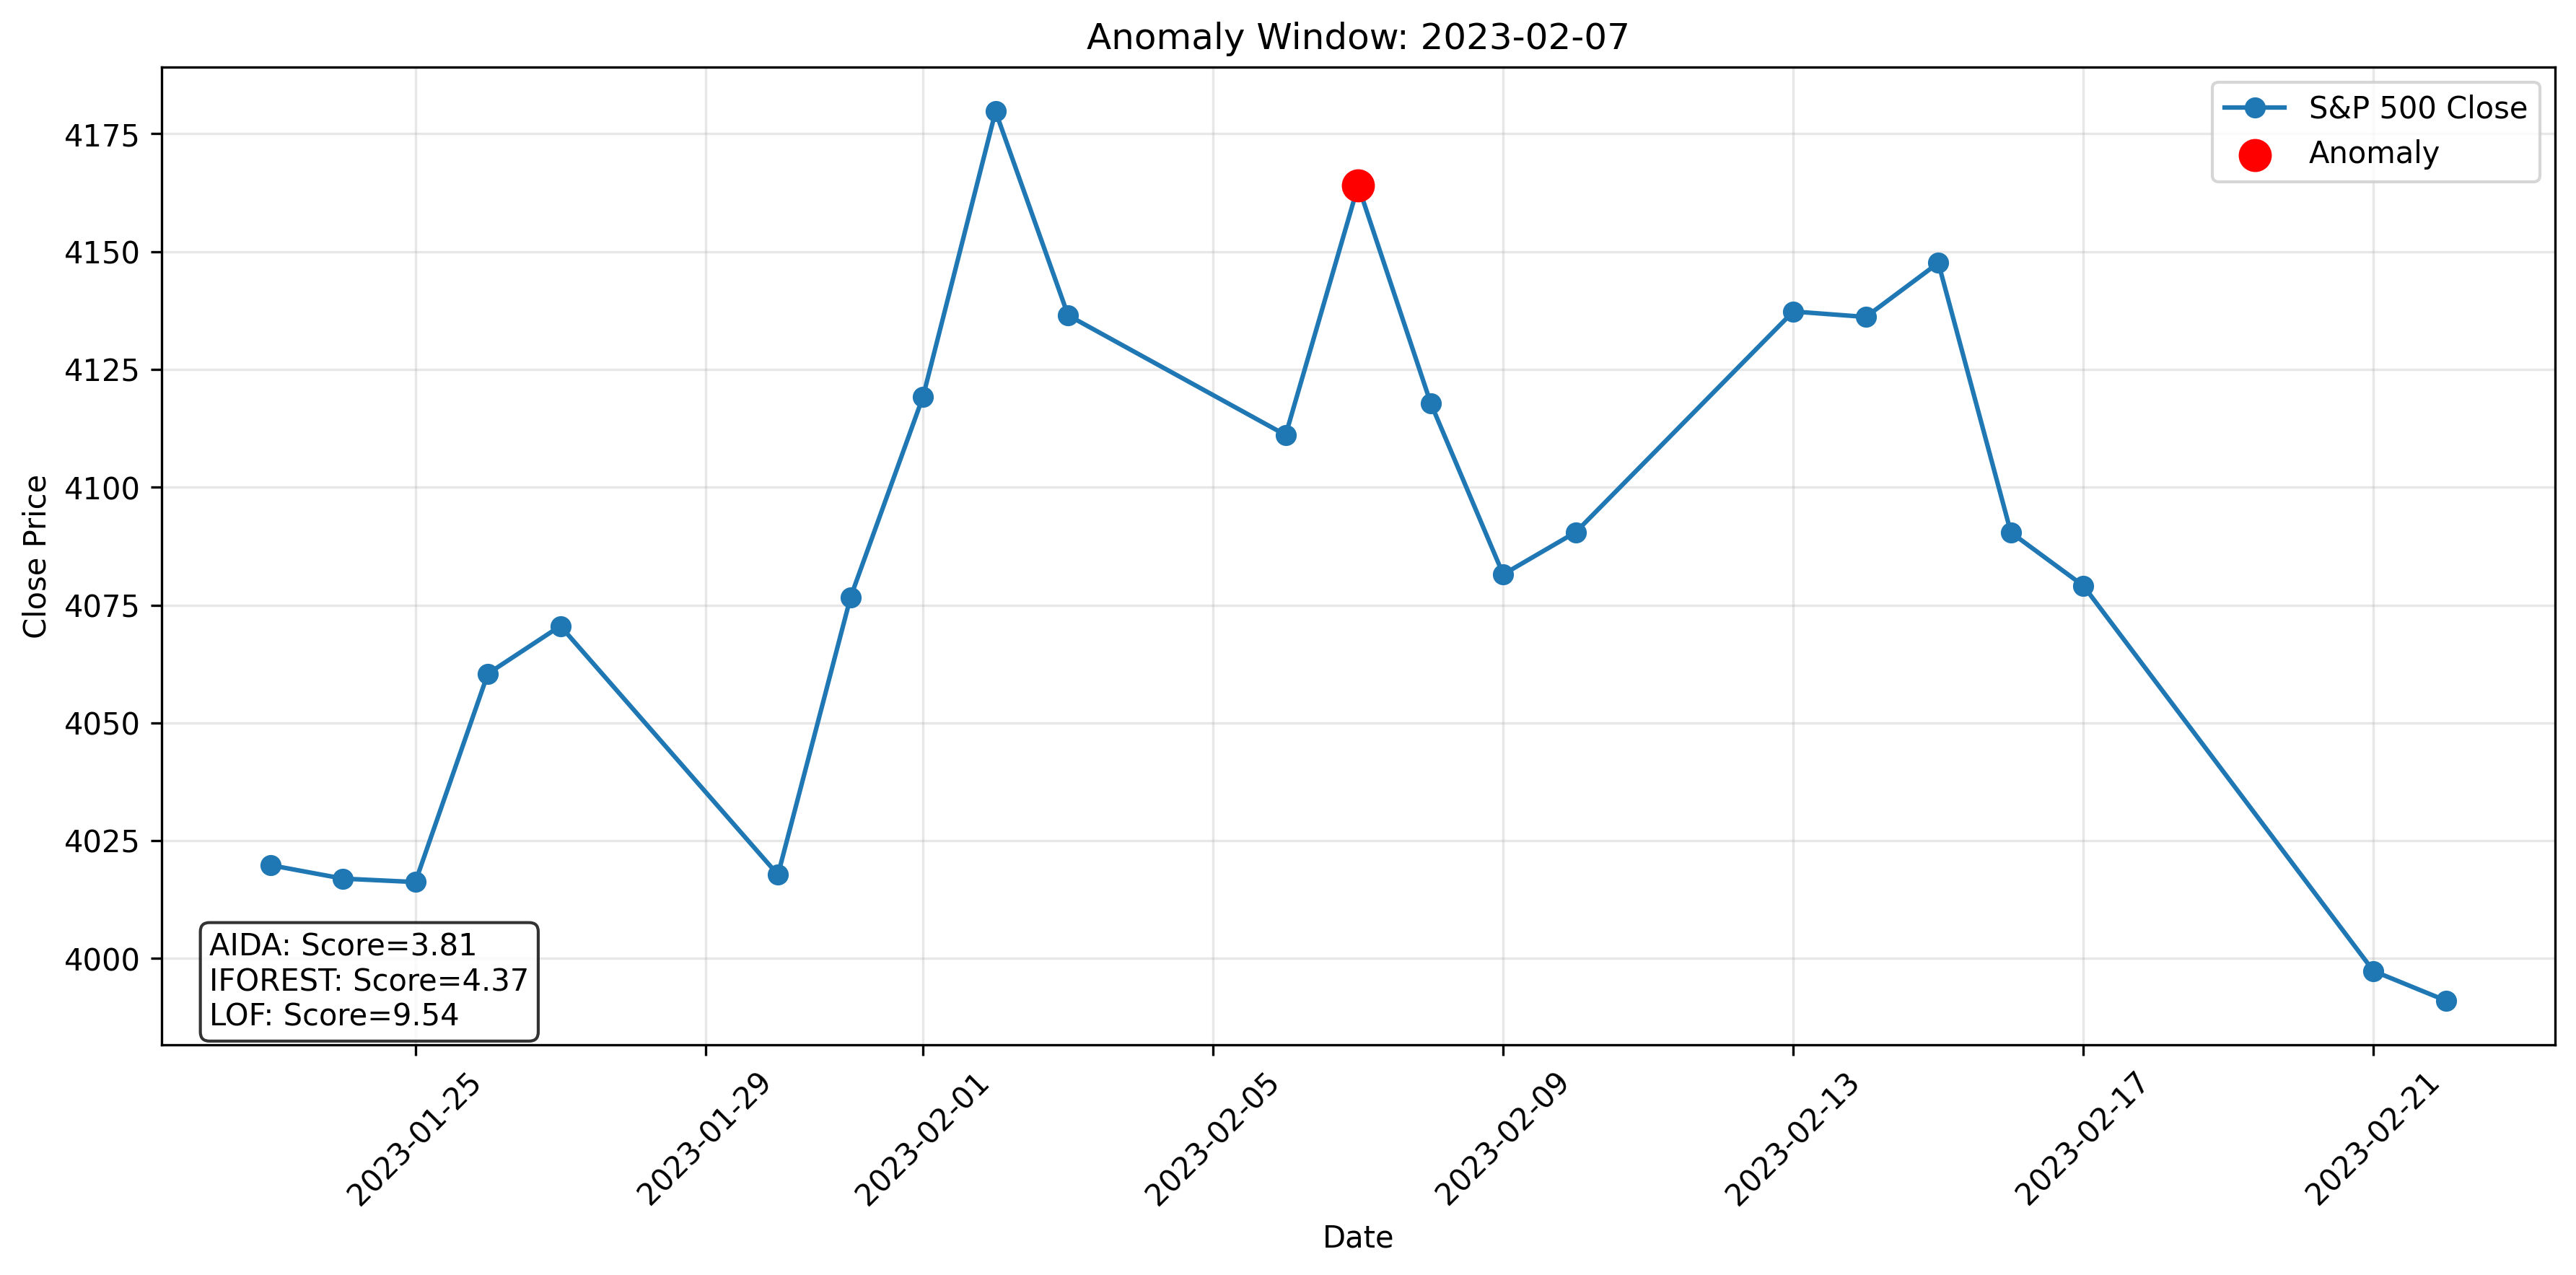 Anomaly Window: 2023-02-07
S&P 500 Close
Anomaly
4175
4150
4125
4100
4075
4050
4025
4000
Close Price
AIDA: Score=3.81
IFOREST: Score=4.37
LOF: Score=9.54
2023-01-25
2023-01-29
2023-02-01
2023-02-05
2023-02-09
2023-02-13
2023-02-17
2023-02-21
Date